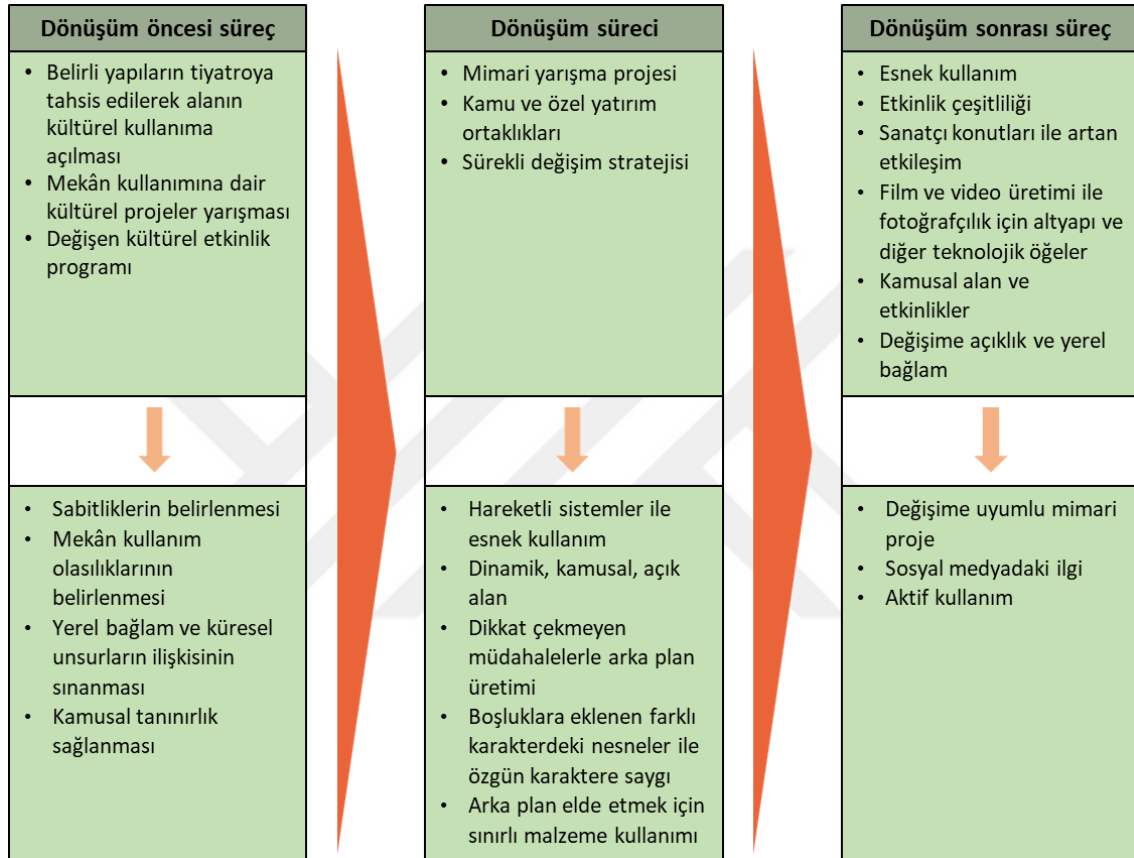 Dönüşüm öncesi süreç
• Belirli yapıların tiyatroya
tahsis edilerek alanın
kültürel kullanıma
açılması
• Mekân kullanımına dair
kültürel projeler yarışması
• Değişen kültürel etkinlik
programı
• Sabitliklerin belirlenmesi
• Mekân kullanım
olasılıklarının
belirlenmesi
• Yerel bağlam ve küresel
unsurların ilişkisinin
sınanması
• Kamusal tanınırlık
sağlanması
Dönüşüm süreci
• Mimari yarışma projesi
• Kamu ve özel yatırım
ortaklıkları
• Sürekli değişim stratejisi
• Hareketli sistemler ile
esnek kullanım
• Dinamik, kamusal, açık
alan
• Dikkat çekmeyen
müdahalelerle arka plan
üretimi
• Boşluklara eklenen farklı
karakterdeki nesneler ile
özgün karaktere saygı
• Arka plan elde etmek için
sınırlı malzeme kullanımı
Dönüşüm sonrası süreç
• Esnek kullanım
• Etkinlik çeşitliliği
• Sanatçı konutları ile artan
etkileşim
• Film ve video üretimi ile
fotoğrafçılık için altyapı ve
diğer teknolojik öğeler
• Kamusal alan ve
etkinlikler
• Değişime açıklık ve yerel
bağlam
• Değişime uyumlu mimari
proje
• Sosyal medyadaki ilgi
• Aktif kullanım